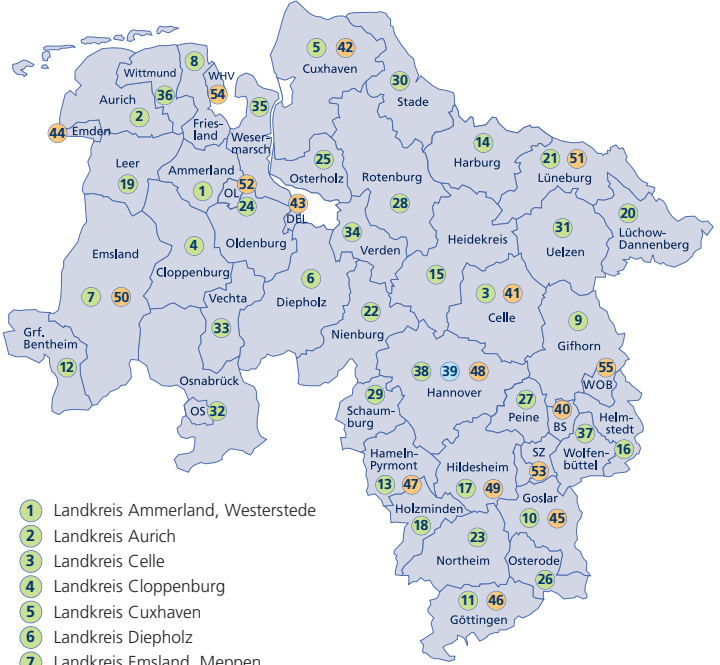 8
5
42
Cuxhaven
Wittmund
WHV
30
Stade
36
54
Aurich
2
35
44
Emden
Fries-
land
Weser-
marsch
14
Harburg
21
51
Lüneburg
Leer
19
Ammerland
1
52
OL
24
25
Osterholz
Rotenburg
28
43
DEL
20
Lüchow-
Dannenberg
4
Cloppenburg
Oldenburg
34
Verden
Heidekreis
31
Uelzen
Emsland
7
50
6
Diepholz
15
3
41
Celle
Vechta
33
22
Nienburg
9
Gifhorn
Grf.
Bentheim
12
38
39
48
Hannover
55
WOB
Osnabrück
OS
32
29
Schaum-
burg
27
Peine
40
BS
Helm-
stedt
37
Wolfen-
büttel
16
Hameln-
Pyrmont
13
47
Hildesheim
17
49
SZ
53
Goslar
10
45
Holzminden
18
23
Northeim
Osterode
26
11
46
Göttingen
1 Landkreis Ammerland, Westerstede
2 Landkreis Aurich
3 Landkreis Celle
4 Landkreis Cloppenburg
5 Landkreis Cuxhaven
6 Landkreis Diepholz
7 Landkreis Emsland, Meppen